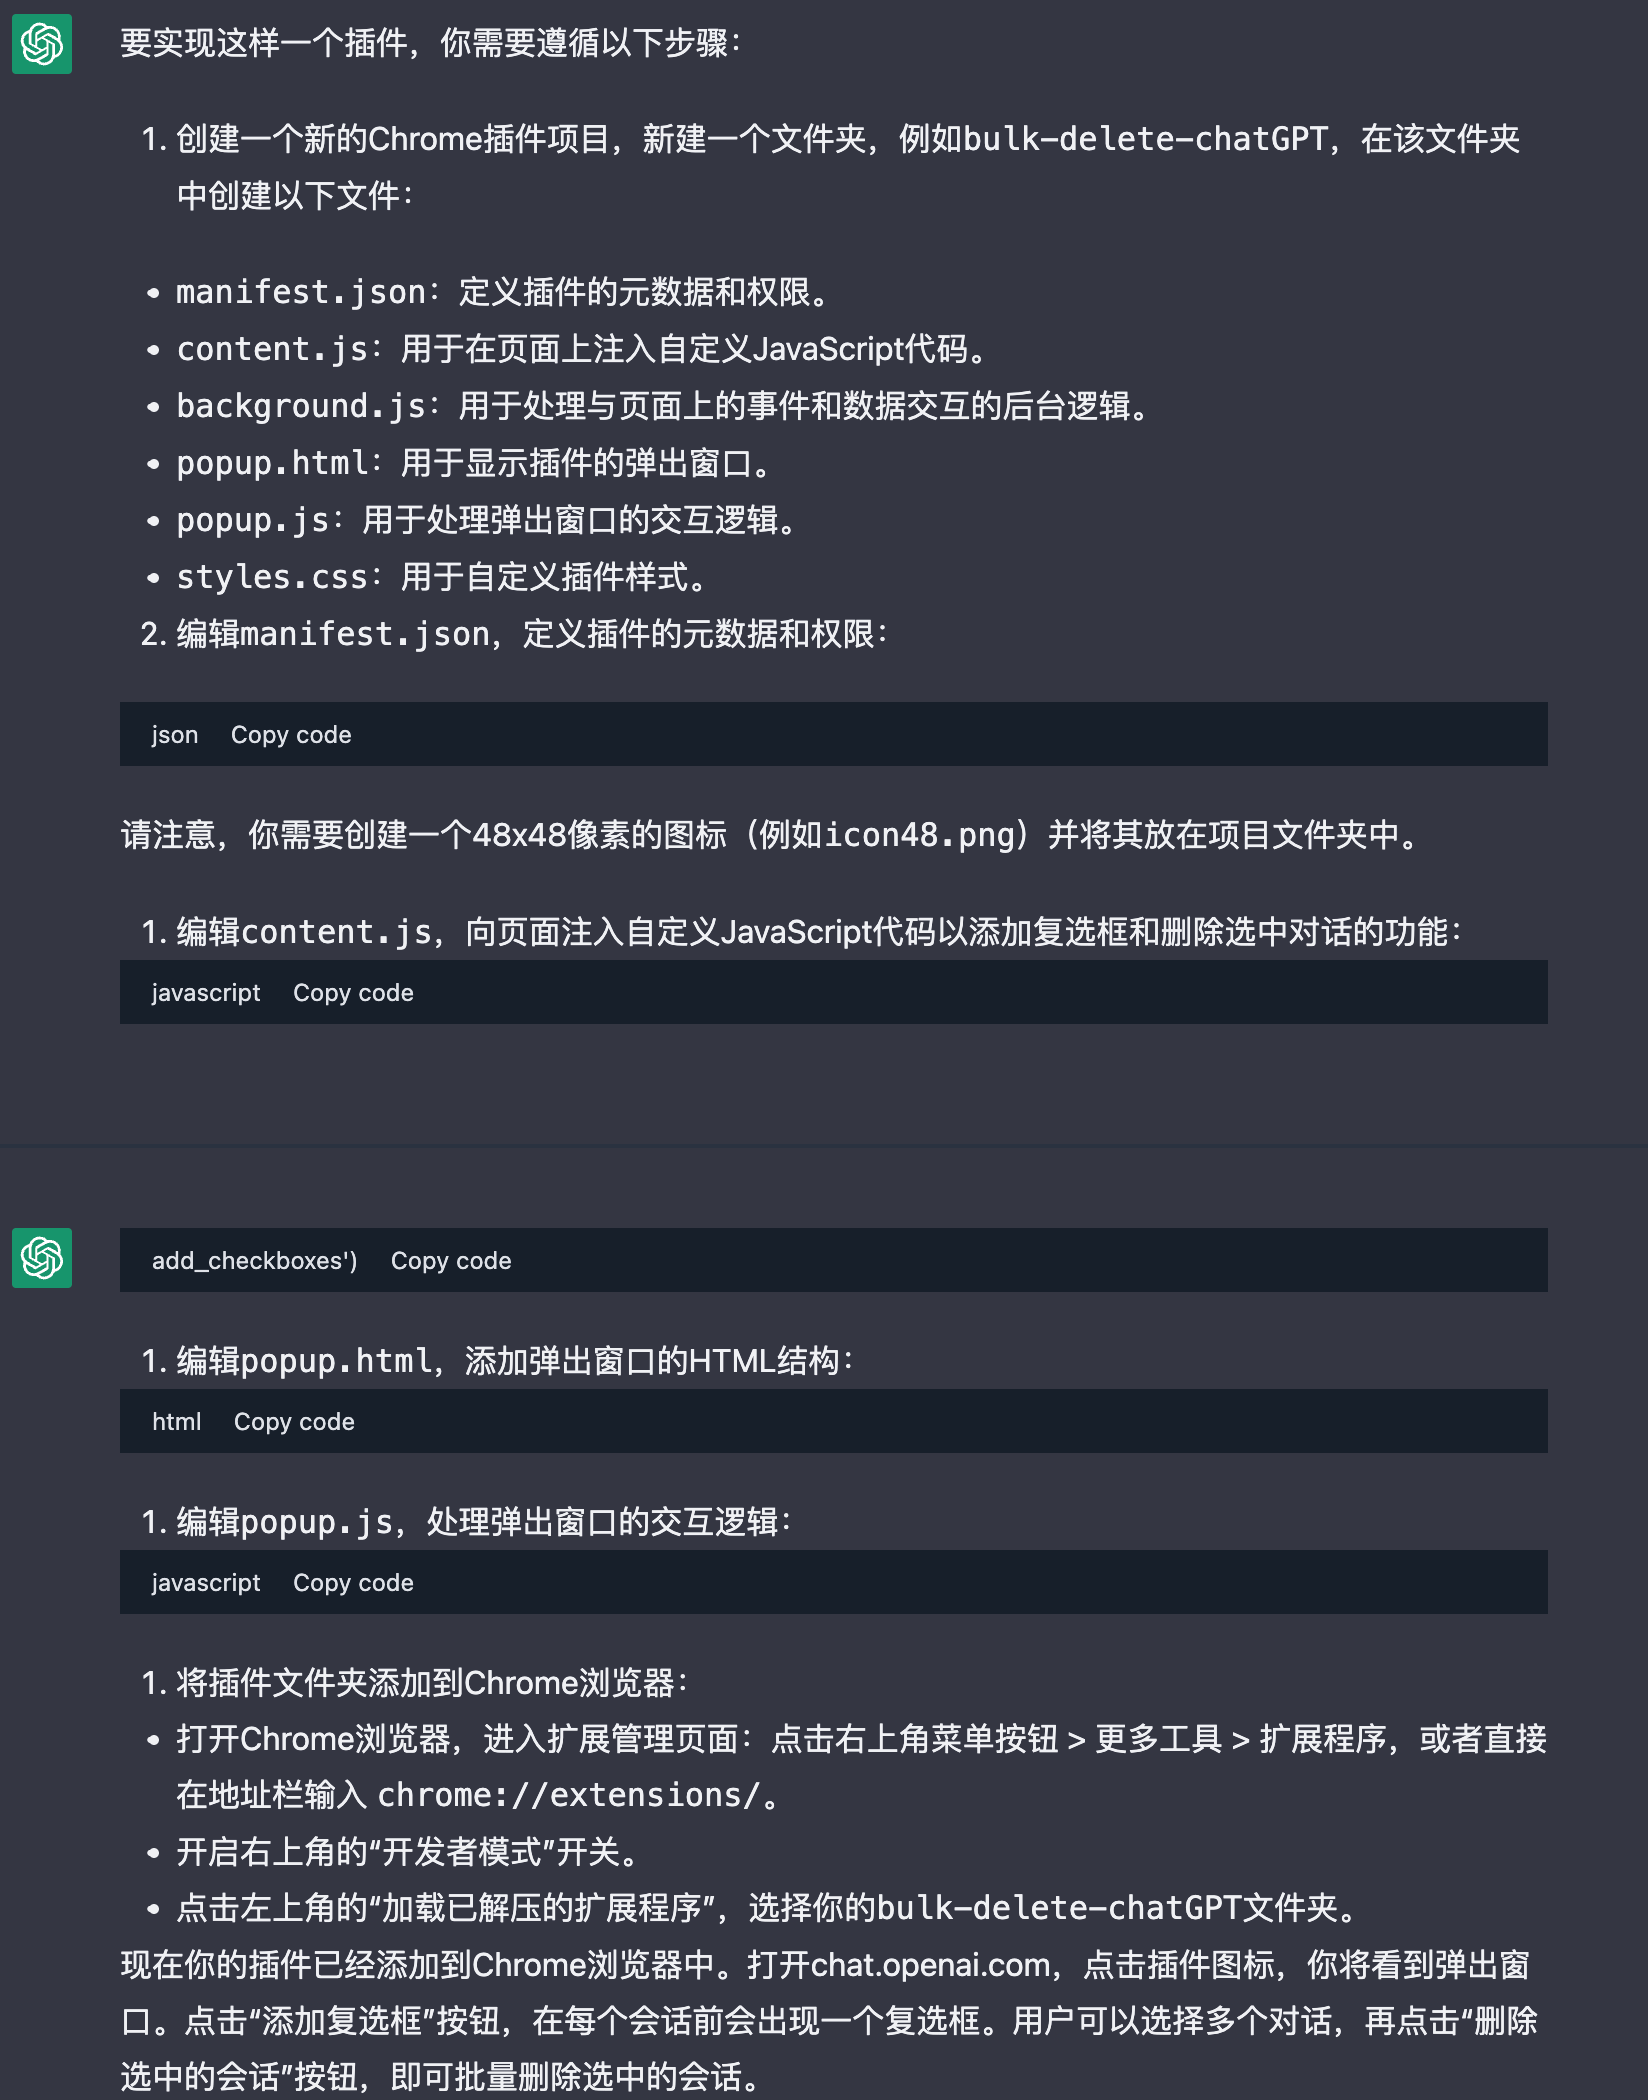 要实现这样一个插件，你需要遵循以下步骤：
1. 创建一个新的Chrome插件项目，新建一个文件夹，例如bulk-delete-chatGPT，在该文件夹
中创建以下文件：
• manifest.json：定义插件的元数据和权限。
• content.js：用于在页面上注入自定义JavaScript代码。
• background.js：用于处理与页面上的事件和数据交互的后台逻辑。
• popup.html：用于显示插件的弹出窗口。
• popup.js：用于处理弹出窗口的交互逻辑。
• styles.css：用于自定义插件样式。
2. 编辑manifest.json，定义插件的元数据和权限：
json Copy code
请注意，你需要创建一个48x48像素的图标（例如icon48.png）并将其放在项目文件夹中。
1. 编辑content.js，向页面注入自定义JavaScript代码以添加复选框和删除选中对话的功能：
javascript Copy code
add_checkboxes') Copy code
1. 编辑popup.html，添加弹出窗口的HTML结构：
html Copy code
1. 编辑popup.js，处理弹出窗口的交互逻辑：
javascript Copy code
1. 将插件文件夹添加到Chrome浏览器：
• 打开Chrome浏览器，进入扩展管理页面：点击右上角菜单按钮 > 更多工具 > 扩展程序，或者直接
在地址栏输入 chrome://extensions/。
• 开启右上角的“开发者模式”开关。
• 点击左上角的“加载已解压的扩展程序”，选择你的bulk-delete-chatGPT文件夹。
现在你的插件已经添加到Chrome浏览器中。打开chat.openai.com，点击插件图标，你将看到弹出窗
口。点击“添加复选框”按钮，在每个会话前会出现一个复选框。用户可以选择多个对话，再点击“删除
选中的会话”按钮，即可批量删除选中的会话。